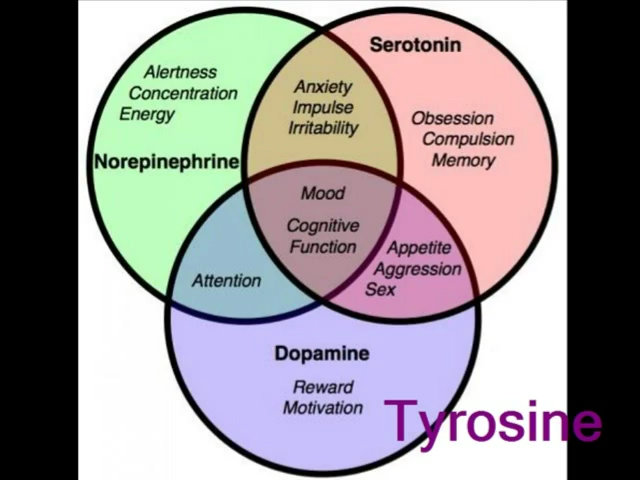 Serotonin
Alertness
Concentration
Energy
Anxiety
Impulse
Irritability
Obsession
Compulsion
Memory
Norepinephrine
Mood
Cognitive
Function
Attention
Appetite
Aggression
Sex
Dopamine
Reward
Motivation
Tyrosine